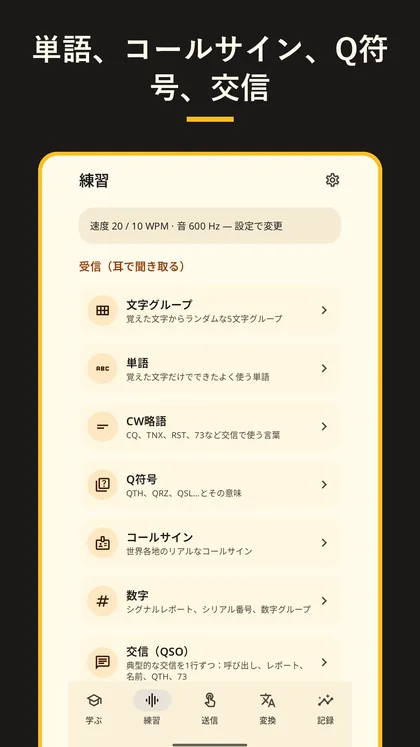 単語、コールサイン、Q符
号、交信
練習
速度 20 / 10 WPM · 音 600 Hz — 設定で変更
受信（耳で聞き取る）
文字グループ
覚えた文字からランダムな5文字グループ
ABC
単語
覚えた文字だけでできたよく使う単語
CW略語
CQ、TNX、RST、73など交信で使う言葉
Q符号
QTH、QRZ、QSL…とその意味
コールサイン
世界各地のリアルなコールサイン
数字
シグナルレポート、シリアル番号、数字グループ
交信（QSO）
典型的な交信を1行ずつ：呼び出し、レポート、
名前、QTH、73
学ぶ
練習
送信
変換
記録